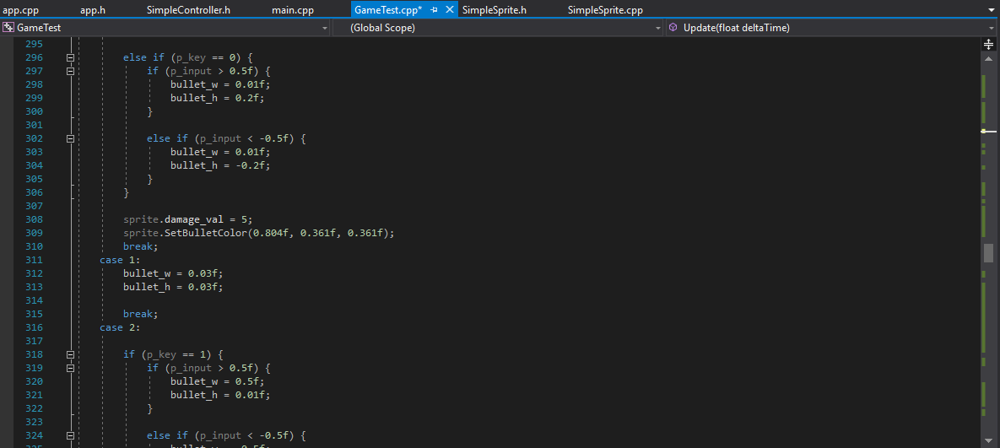 app.cpp app.h SimpleController.h main.cpp GameTest.cpp* SimpleSprite.h SimpleSprite.cpp
GameTest (Global Scope) Update(float deltaTime)
295
296 else if (p_key == 0) {
297 if (p_input > 0.5f) {
298 bullet_w = 0.01f;
299 bullet_h = 0.2f;
300 }
301
302 else if (p_input < -0.5f) {
303 bullet_w = 0.01f;
304 bullet_h = -0.2f;
305 }
306 }
307
308 sprite.damage_val = 5;
309 sprite.SetBulletColor(0.804f, 0.361f, 0.361f);
310 break;
311 case 1:
312 bullet_w = 0.03f;
313 bullet_h = 0.03f;
314
315 break;
316 case 2:
317
318 if (p_key == 1) {
319 if (p_input > 0.5f) {
320 bullet_w = 0.5f;
321 bullet_h = 0.01f;
322 }
323
324 else if (p_input < -0.5f) {